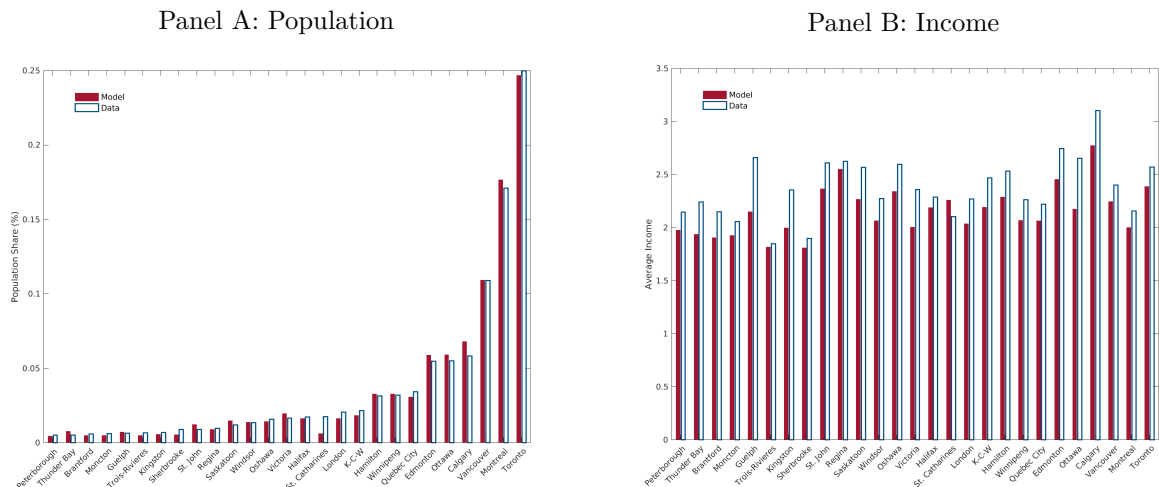 Panel A: Population
0.25
0.2
0.15
0.1
0.05
0
Population Share (%)
Model
Data
Peterborough
Thunder Bay
Brantford
Moncton
Guelph
Trois-Rivieres
Kingston
Sherbrooke
St. John
Regina
Saskatoon
Windsor
Oshawa
Victoria
Halifax
St. Catharines
London
K-C-W
Hamilton
Winnipeng
Quebec City
Edmonton
Ottawa
Calgary
Vancouver
Montreal
Toronto
Panel B: Income
3.5
3
2.5
2
1.5
1
0.5
0
Average Income
Model
Data
Peterborough
Thunder Bay
Brantford
Moncton
Guelph
Trois-Rivieres
Kingston
Sherbrooke
St. John
Regina
Saskatoon
Windsor
Oshawa
Victoria
Halifax
St. Catharines
London
K-C-W
Hamilton
Winnipeng
Quebec City
Edmonton
Ottawa
Calgary
Vancouver
Montreal
Toronto